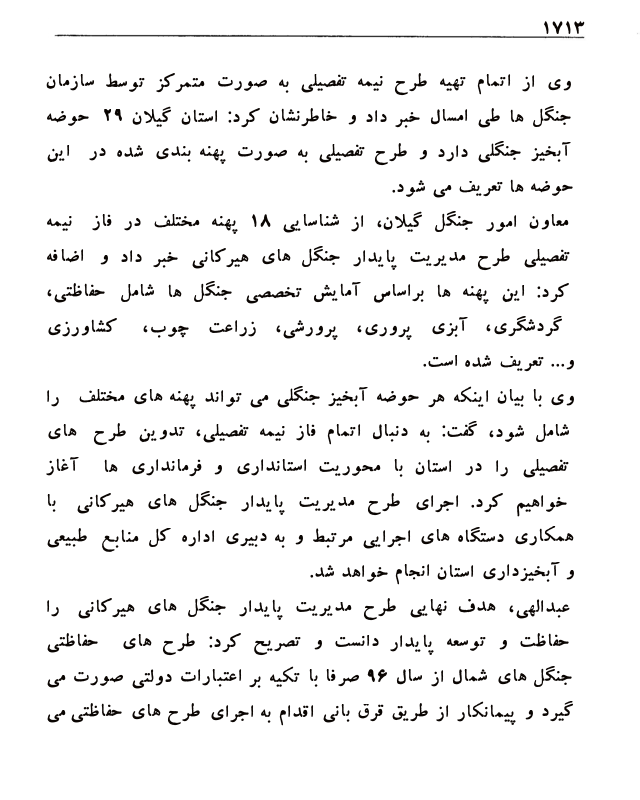 ۱۷۱۳
وی از اتمام تهیه طرح نیمه تفصیلی به صورت متمرکز توسط سازمان
جنگل ها طی امسال خبر داد و خاطرنشان کرد: استان گیلان ۲۹ حوضه
آبخیز جنگلی دارد و طرح تفصیلی به صورت پهنه بندی شده در این
حوضه ها تعریف می شود.
معاون امور جنگل گیلان، از شناسایی ۱۸ پهنه مختلف در فاز نیمه
تفصیلی طرح مدیریت پایدار جنگل های هیرکانی خبر داد و اضافه
کرد: این پهنه ها براساس آمایش تخصصی جنگل ها شامل حفاظتی،
گردشگری، آبزی پروری، پرورشی، زراعت چوب، کشاورزی
و... تعریف شده است.
وی با بیان اینکه هر حوضه آبخیز جنگلی می تواند پهنه های مختلف را
شامل شود، گفت: به دنبال اتمام فاز نیمه تفصیلی، تدوین طرح های
تفصیلی را در استان با محوریت استانداری و فرمانداری ها آغاز
خواهیم کرد. اجرای طرح مدیریت پایدار جنگل های هیرکانی با
همکاری دستگاه های اجرایی مرتبط و به دبیری اداره کل منابع طبیعی
و آبخیزداری استان انجام خواهد شد.
عبدالهی، هدف نهایی طرح مدیریت پایدار جنگل های هیرکانی را
حفاظت و توسعه پایدار دانست و تصریح کرد: طرح های حفاظتی
جنگل های شمال از سال ۹۶ صرفا با تکیه بر اعتبارات دولتی صورت می
گیرد و پیمانکار از طریق قرق بانی اقدام به اجرای طرح های حفاظتی می